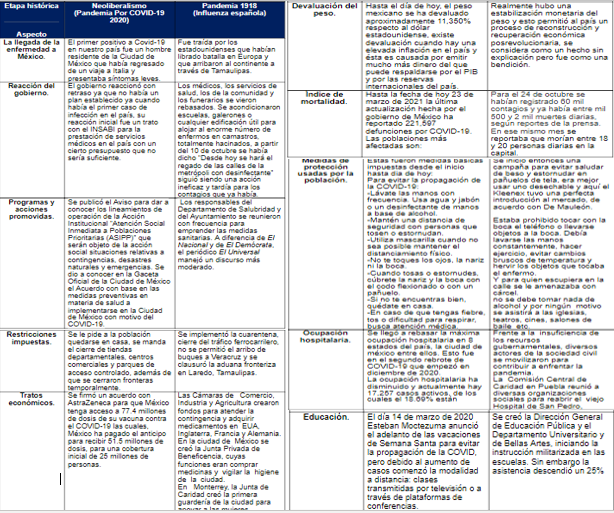 Etapa histórica
Aspecto
Neoliberalismo
(Pandemia Por COVID-19
2020)
Pandemia 1918
(Influenza española)
La llegada de la
enfermedad a
México.
El primer positivo a Covid-19
en nuestro país fue un hombre
residente de la Ciudad de
México que había regresado
de un viaje a Italia y
presentaba síntomas leves.
Fue traída por los
estadounidenses que habían
librado batalla en Europa y
que arribaron al continente a
través de Tamaulipas.
Reacción del
gobierno.
El gobierno reaccionó con
retraso ya que no había un
plan establecido ya cuando
había el primer caso de
infección en el país, su
reacción inicial fue un trato
con el INSABI para la
prestación de servicios
médicos en el país con un
cierto presupuesto que no
sería suficiente.
Los médicos, los servicios de
salud, los de la comunidad y
los funerarios se vieron
rebasados. Se acondicionaron
escuelas, galerones o
cualquier edificación útil para
alojar al enorme número de
enfermos en camastros,
totalmente hacinados, a partir
del 10 de octubre se había
dicho "Desde hoy se hará el
regado de las calles de la
metrópoli con desinfectante"
siguió siendo una acción
ineficaz y tardía para los
contagios que ya había.
Programas y
acciones
promovidas.
Se publicó el Aviso para dar a
conocer los lineamientos de
operación de la Acción
Institucional "Atención Social
Inmediata a Poblaciones
Prioritarias (ASIPP)" que
serán objeto de la acción
social situaciones relativas a
contingencias, desastres
naturales y emergencias. Se
dio a conocer en la Gaceta
Oficial de la Ciudad de México
el Acuerdo con base en las
medidas preventivas en
materia de salud a
implementarse en la Ciudad
de México con motivo del
COVID-19.
Los responsables del
Departamento de Salubridad y
del Ayuntamiento se reunieron
con frecuencia para
emprender las medidas
sanitarias. A diferencia de El
Nacional y de El Demócrata,
el periódico El Universal
manejó un discurso más
moderado.
Restricciones
impuestas.
Se le pide a la población
quedarse en casa, se manda
el cierre de tiendas
departamentales, centros
comerciales y parques de
acceso controlado, además
que se cerraron fronteras
temporalmente.
Se implementó la cuarentena,
cierre del tráfico ferrocarrilero,
no se permitió el arribo de
buques a Veracruz y se
clausuró la aduana fronteriza
en Laredo, Tamaulipas.
Tratos
económicos.
Se firmó un acuerdo con
AstraZeneca para que México
tenga acceso a 77.4 millones
de dosis de su vacuna contra
el COVID-19 las cuales,
México ha pagado el anticipo
para recibir 51.5 millones de
dosis, para una cobertura
inicial de 25 millones de
personas.
Las Cámaras de Comercio,
Industria y Agricultura crearon
fondos para atender la
contingencia y adquirir
medicamentos en EUA,
Inglaterra, Francia y Alemania.
En la ciudad de México se
creó la Junta Privada de
Beneficencia, cuyas
funciones eran comprar
medicinas y vigilar la higiene
de la ciudad.
En Monterrey, la Junta de
Caridad creó la primera
guardería de la ciudad para
apoyar a las mujeres
Devaluación del
peso.
Hasta el día de hoy, el peso
mexicano se ha devaluado
aproximadamente 11,350%
respecto al dólar
estadounidense, existe
devaluación cuando hay una
elevada inflación en el país y
ésta es causada por emitir
mucho más dinero del que
puede respaldarse por el PIB
y por las reservas
internacionales del país.
Realmente hubo una
estabilización monetaria del
peso y esto permitió al país un
proceso de reconstrucción y
recuperación económica
posrevolucionaria, se
considera como un hecho sin
explicación pero fue como una
bendición.
Índice de
mortalidad.
Hasta la fecha de hoy 23 de
marzo de 2021 la última
actualización hecha por el
gobierno de México ha
reportado 221,597
defunciones por COVID-19.
Las poblaciones más
afectadas son:
Para el 24 de octubre se
habían registrado 60 mil
contagios y ya había entre mil
500 y 2 mil muertes diarias,
según reportes de la prensa.
En ese mismo mes se
reportaba que morían entre 18
y 20 personas diarias en la
capital.
Medidas de
protección
usadas por la
población.
Estas fueron medidas básicas
impuestas desde el inicio
hasta día de hoy.
Para evitar la propagación de
la COVID-19:
-Lávate las manos con
frecuencia. Usa agua y jabón
o un desinfectante de manos
a base de alcohol.
-Mantén una distancia de
seguridad con personas que
tosen o estornudan.
-Utiliza mascarilla cuando
no sea posible mantener el
distanciamiento físico.
-No te toques los ojos, la nariz
ni la boca.
-Cuando tosas o estornudes,
cúbrete la nariz y la boca
con el codo flexionado o con un
pañuelo.
-Si no te encuentras bien,
quédate en casa.
-En caso de que tengas fiebre,
tos o dificultad para respirar,
busca atención médica.
Se inició entonces una
campaña para evitar saludar
de beso y estornudar en
pañuelos de tela, era mejor
usar uno desechable y aquí el
Kleenex tuvo una perfecta
introducción al mercado, de
acuerdo con De Mauleón.
Estaba prohibido tocar con la
boca el teléfono o llevarse
objetos a la boca. Debía
lavarse las manos
constantemente, hacer
ejercicio, evitar cambios
bruscos de temperatura y
hervir los objetos que tocaba
el enfermo.
Y para quien escupiera en la
calle se le amenazaba con
cárcel.
no se debe tomar nada de
alcohol y por ningún motivo
se asistirá a las iglesias,
teatros, cines, salones de
baile etc.
Ocupación
hospitalaria.
Se llegó a rebasar la máxima
ocupación hospitalaria en 8
estados del país, la ciudad de
méxico entre ellos. Esto fue
en el segundo rebrote de
COVID-19 que empezó en
diciembre de 2020.
La ocupación hospitalaria ha
disminuido y actualmente hay
17,267 casos activos, de los
cuales un 18.69% están
Frente a la insuficiencia de los
recursos
gubernamentales, diversos
actores de la sociedad civil
se movilizaron para
contribuir a enfrentar la
pandemia.
La Comisión Central de
Caridad en Puebla reunió a
diversas organizaciones
sociales para reabrir el viejo
Hospital de San Pedro,
Educación.
El día 14 de marzo de 2020
Esteban Moctezuma anunció
el adelanto de las vacaciones
de Semana Santa para evitar
la propagación de la COVID,
pero debido al aumento de
casos comenzó la modalidad
a distancia: clases
transmitidas por televisión o a
través de plataformas de
conferencias.
Se creó la Dirección General
de Educación Pública y el
Departamento Universitario y
de Bellas Artes, iniciando la
instrucción militarizada en las
escuelas. Sin embargo la
asistencia descendió un 25%